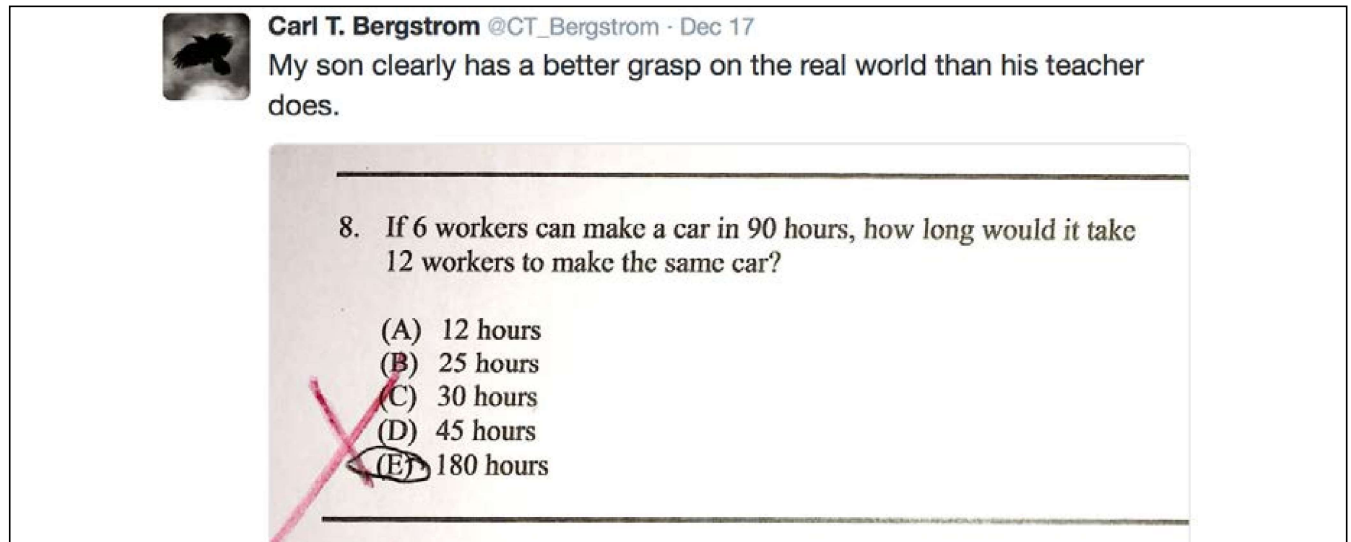 Carl T. Bergstrom @CT_Bergstrom · Dec 17
My son clearly has a better grasp on the real world than his teacher
does.
8. If 6 workers can make a car in 90 hours, how long would it take
12 workers to make the same car?
(A) 12 hours
(B) 25 hours
(C) 30 hours
(D) 45 hours
(E) 180 hours